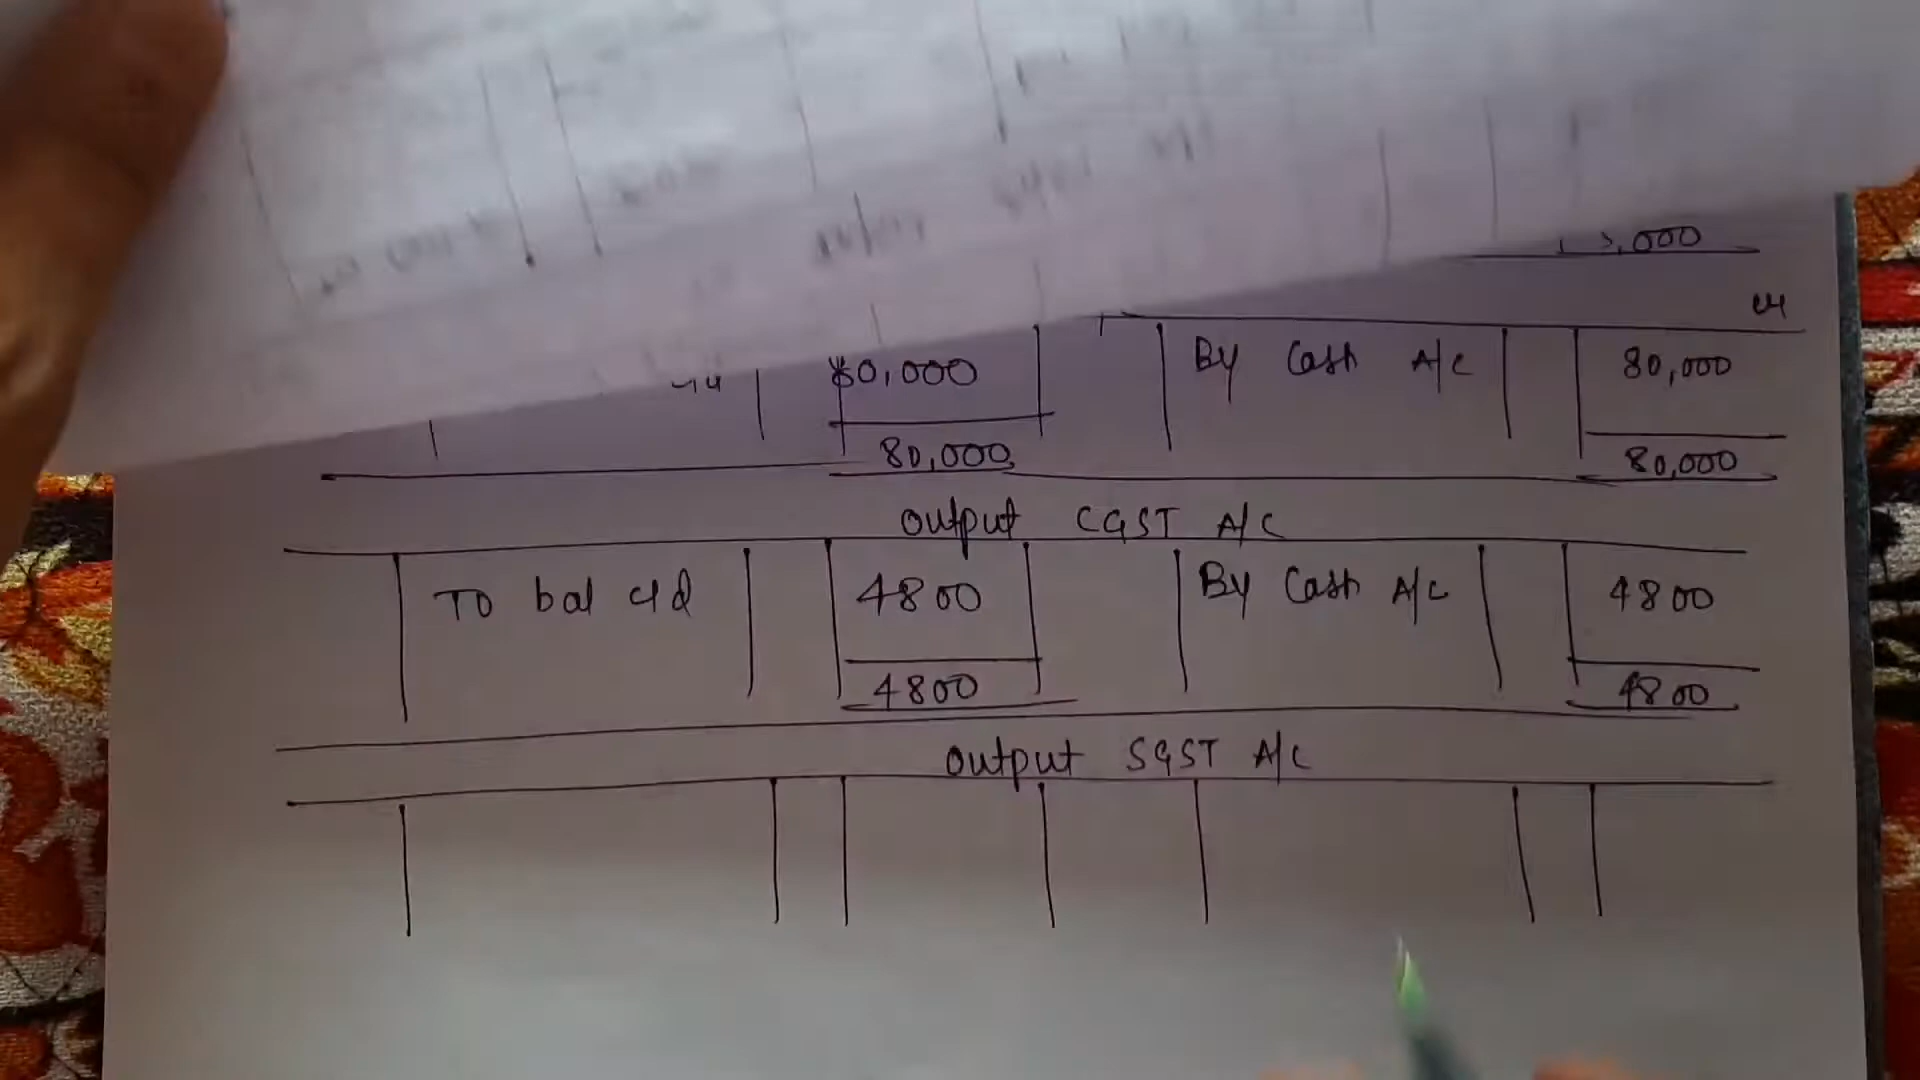 80,000 By Cash A/c 80,000
80,000 80,000
Output CGST A/C
To bal c/d 4800 By Cash A/c 4800
4800 4800
Output SGST A/C